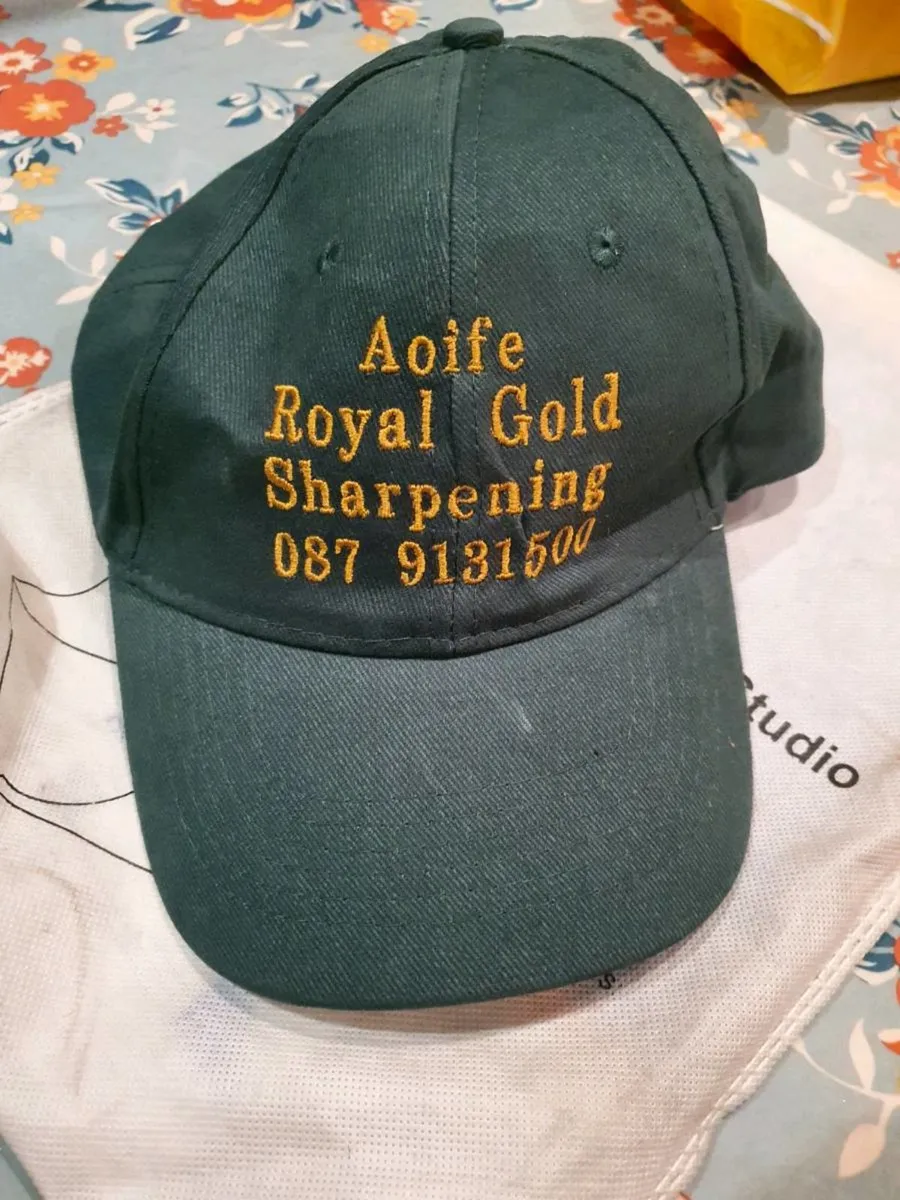 Aoife
Royal Gold
Sharpening
087 9131500
Studio
s.